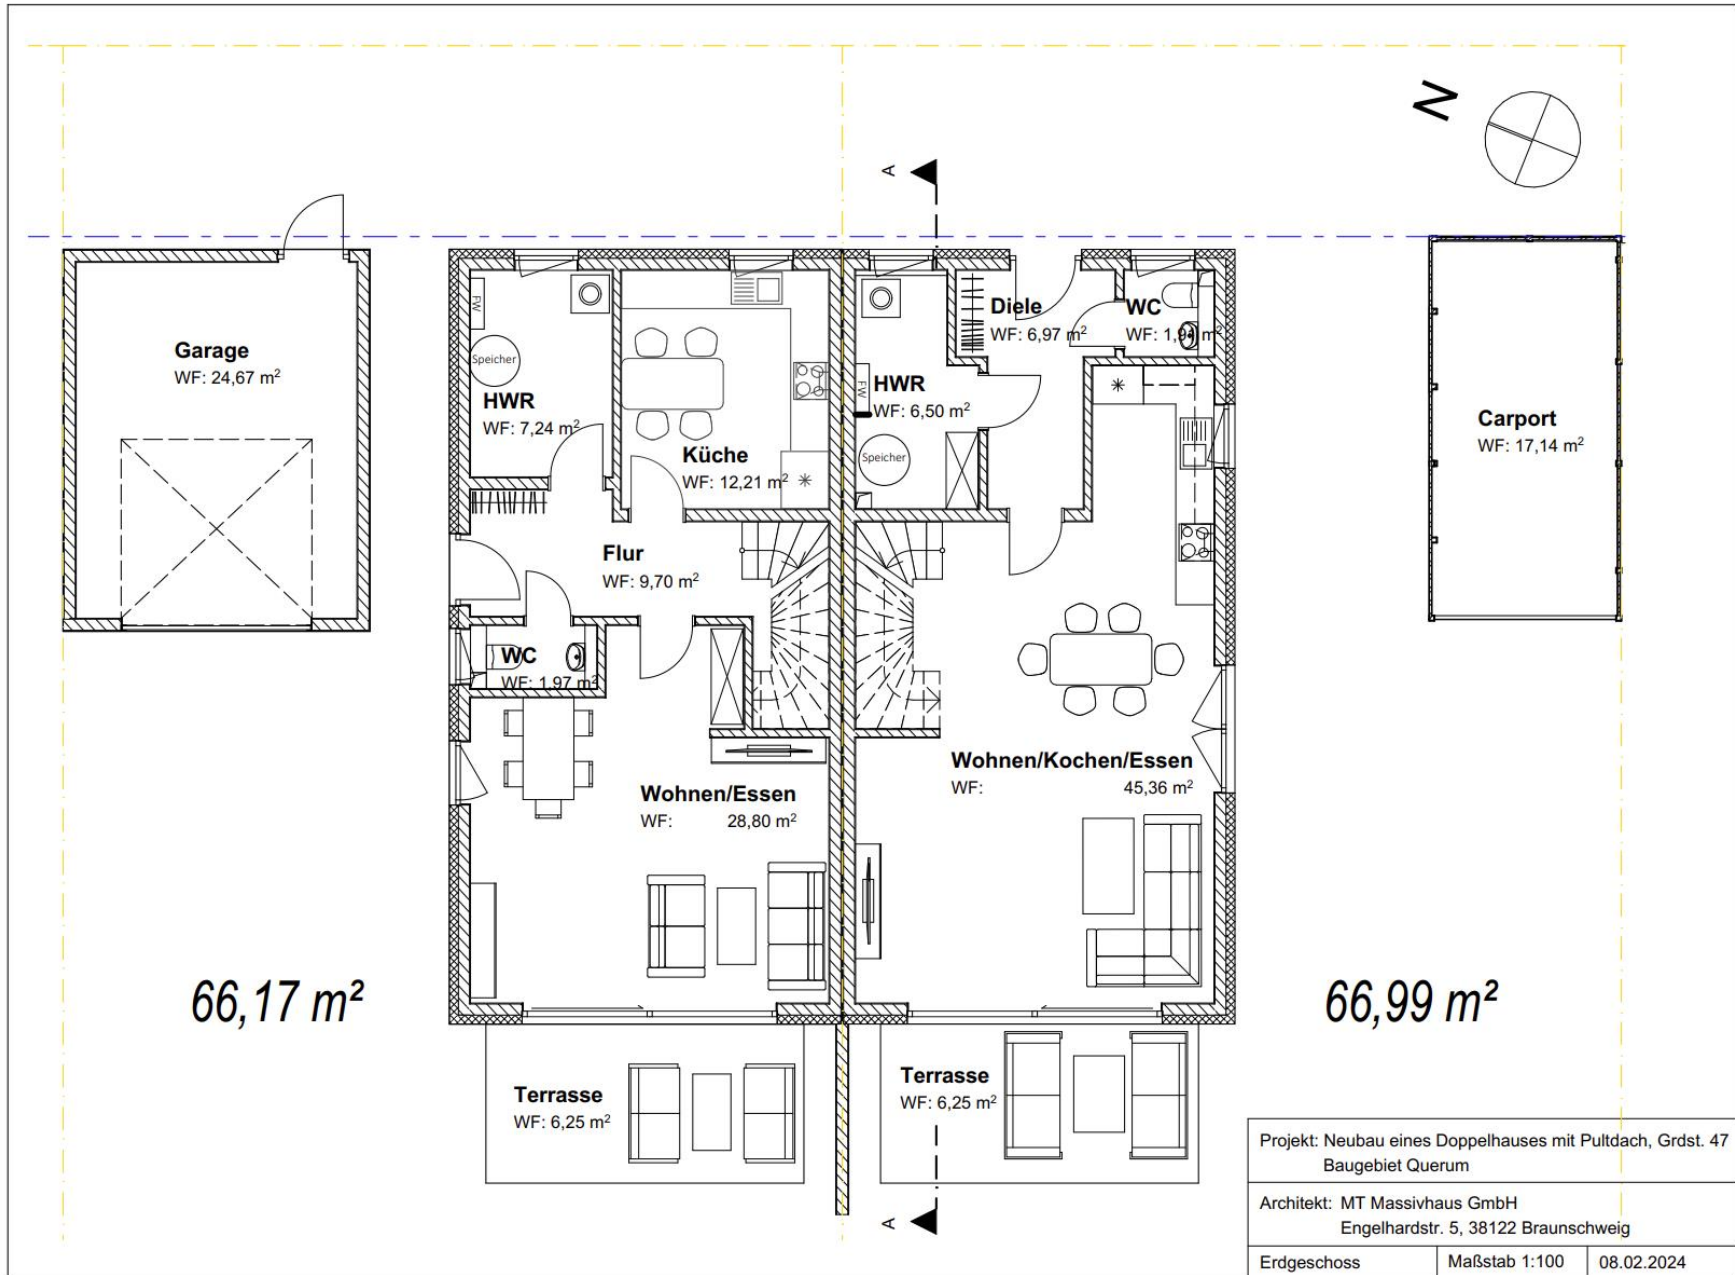 N
A
Garage
WF: 24,67 m²
FW
Speicher
HWR
WF: 7,24 m²
Küche
WF: 12,21 m²
Diele
WF: 6,97 m²
WC
WF: 1,94 m²
FW
HWR
WF: 6,50 m²
Speicher
Carport
WF: 17,14 m²
Flur
WF: 9,70 m²
WC
WF: 1,97 m²
Wohnen/Essen
WF: 28,80 m²
Wohnen/Kochen/Essen
WF: 45,36 m²
66,17 m²
66,99 m²
Terrasse
WF: 6,25 m²
Terrasse
WF: 6,25 m²
A
Projekt: Neubau eines Doppelhauses mit Pultdach, Grdst. 47
Baugebiet Querum
Architekt: MT Massivhaus GmbH
Engelhardstr. 5, 38122 Braunschweig
Erdgeschoss Maßstab 1:100 08.02.2024